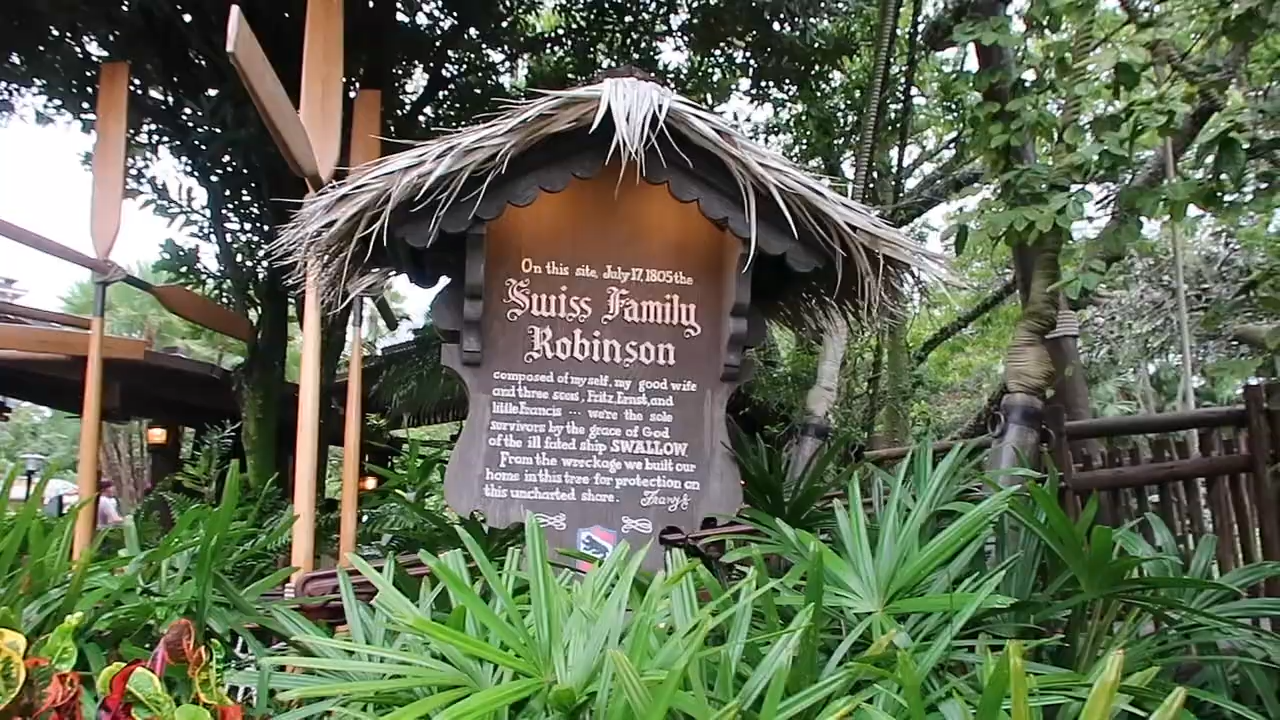 On this site, July 17, 1805 the
Swiss Family
Robinson
composed of myself, my good wife
and three sons, Fritz, Ernst, and
little Francis --- were the sole
survivors by the grace of God
of the ill fated ship SWALLOW.
From the wreckage we built our
home in this tree for protection on
this uncharted shore. Franz